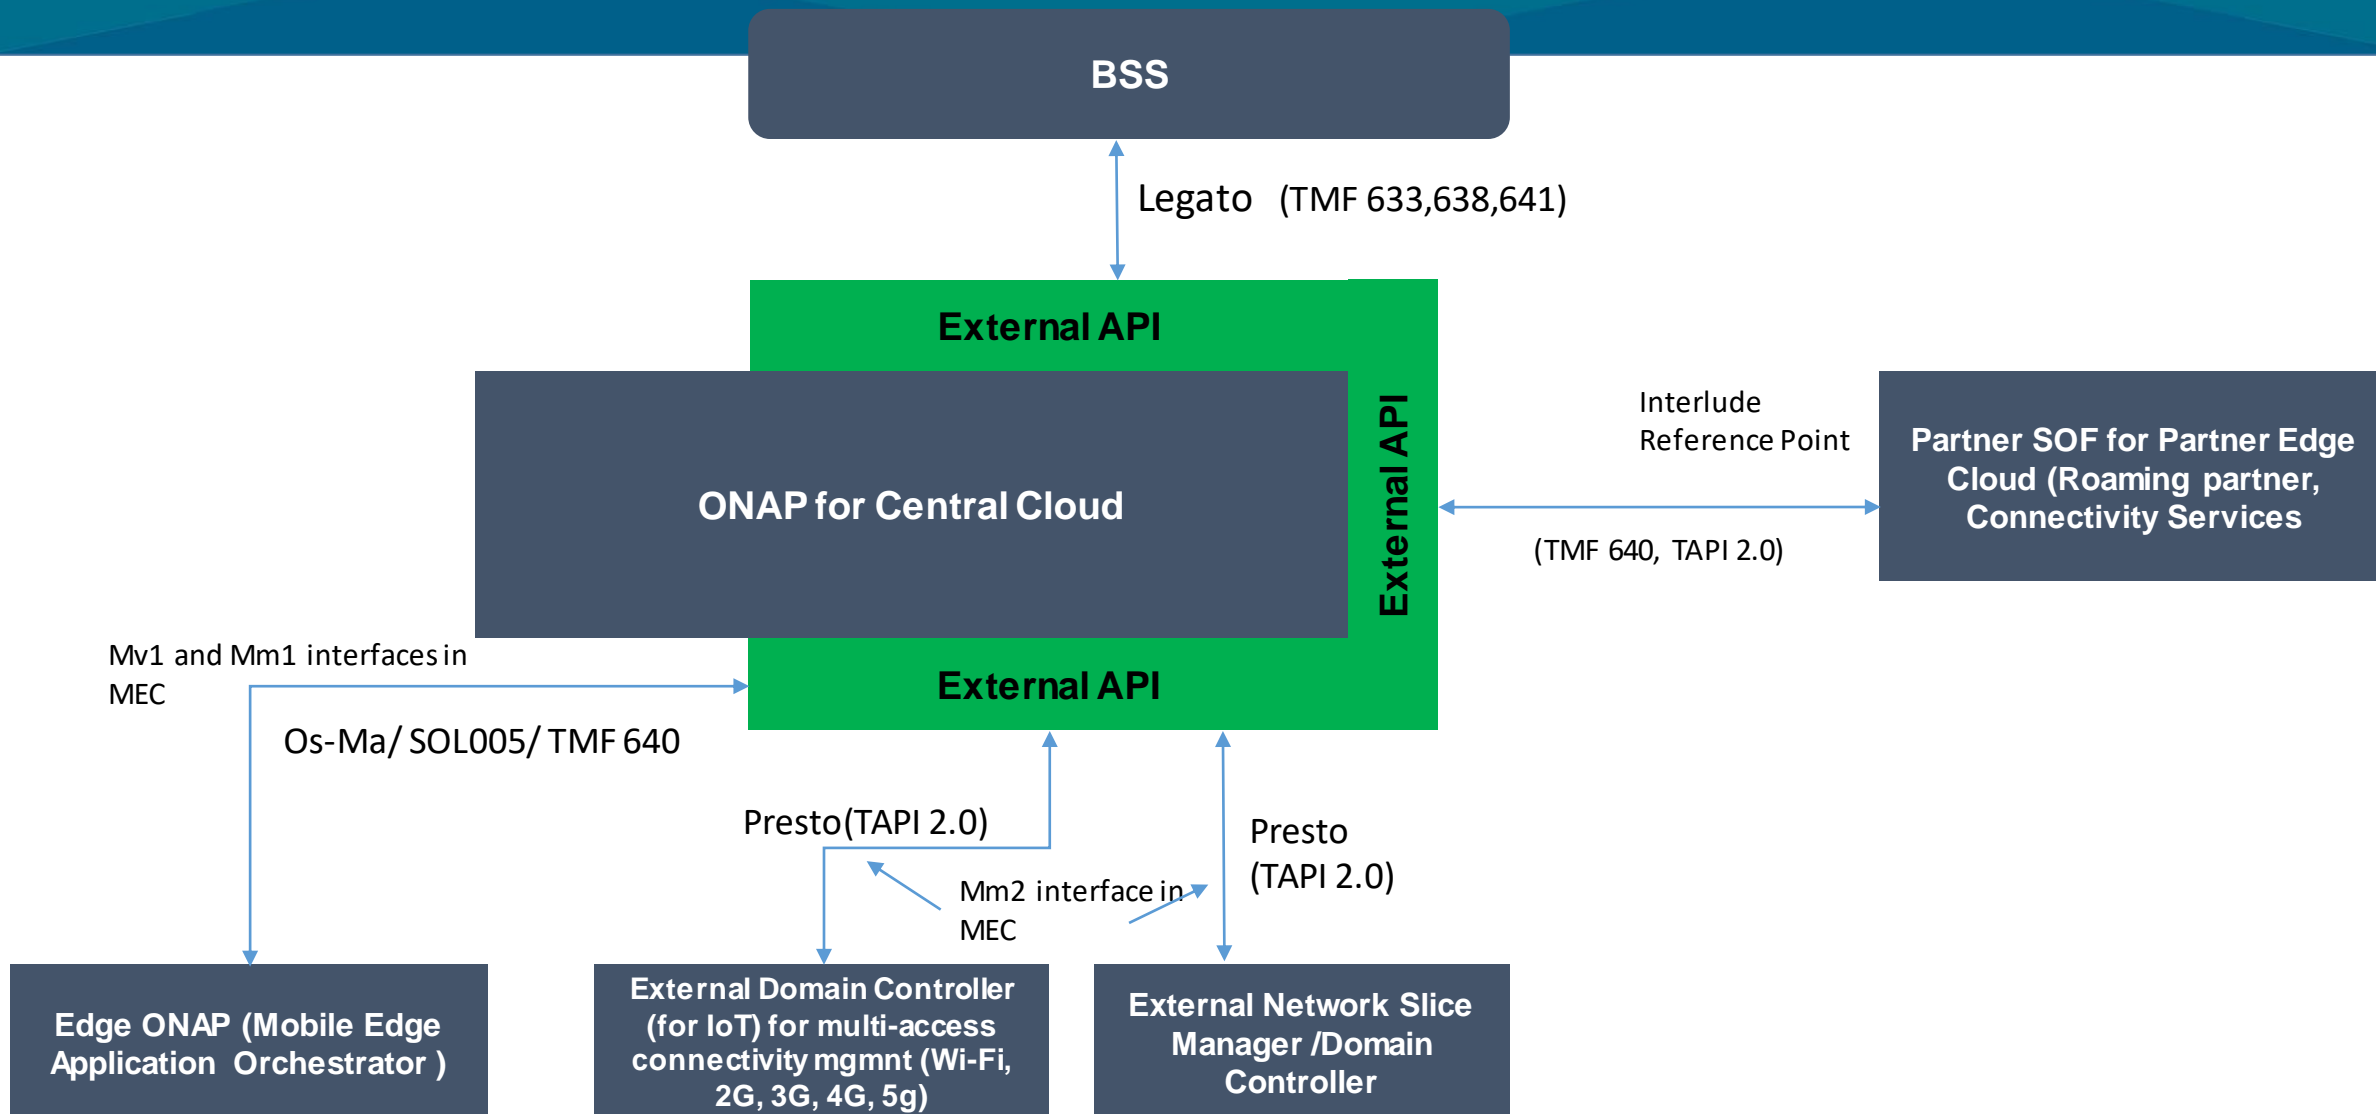 BSS
Legato (TMF 633,638,641)
External API
External API
ONAP for Central Cloud
Interlude
Reference Point
(TMF 640, TAPI 2.0)
Partner SOF for Partner Edge
Cloud (Roaming partner,
Connectivity Services
Mv1 and Mm1 interfaces in
MEC
Os-Ma/ SOL005/ TMF 640
External API
Presto(TAPI 2.0)
Presto
(TAPI 2.0)
Mm2 interface in
MEC
Edge ONAP (Mobile Edge
Application Orchestrator )
External Domain Controller
(for IoT) for multi-access
connectivity mgmnt (Wi-Fi,
2G, 3G, 4G, 5g)
External Network Slice
Manager /Domain
Controller